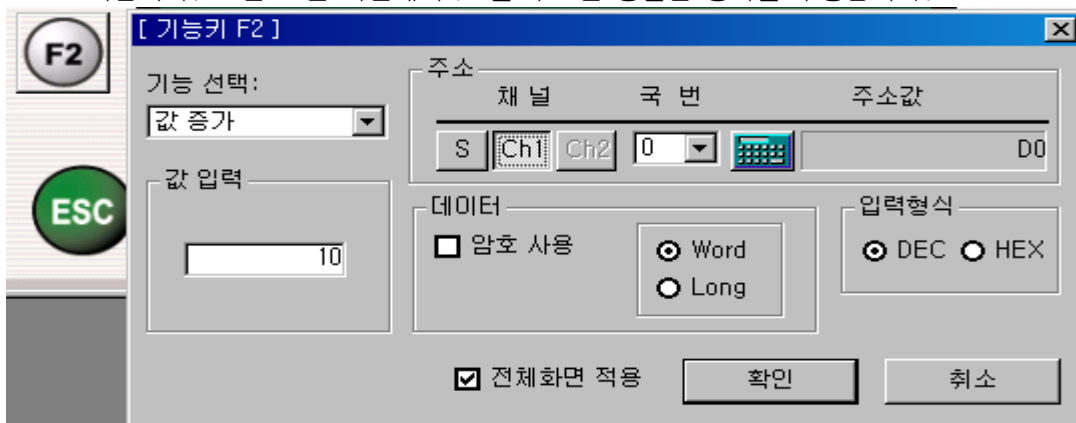 [ 기능키 F2 ]
F2
기능 선택:
값 증가
주소
채 널 국 번 주소값
S Ch1 Ch2 0 D0
값 입력
10
ESC
데이터
암호 사용
Word
Long
입력형식
DEC HEX
전체화면 적용 확인 취소